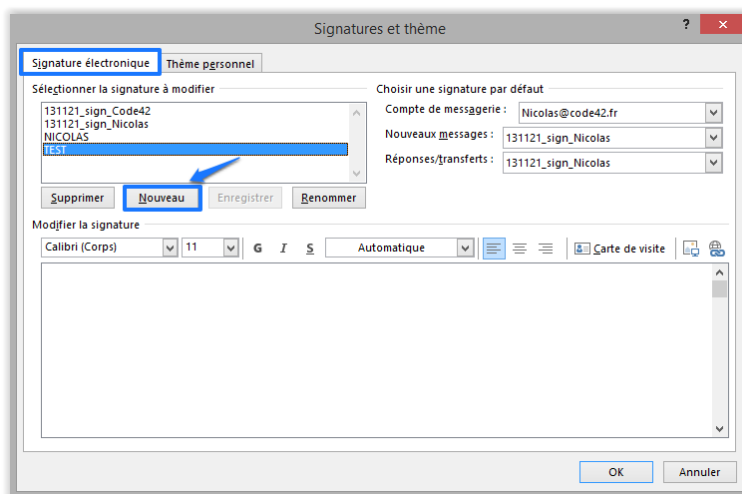 Signatures et thème
?
Signature électronique
Thème personnel
Sélectionner la signature à modifier
131121_sign_Code42
131121_sign_Nicolas
NICOLAS
TEST
Supprimer
Nouveau
Enregistrer
Renommer
Choisir une signature par défaut
Compte de messagerie :
Nicolas@code42.fr
Nouveaux messages :
131121_sign_Nicolas
Réponses/transferts :
131121_sign_Nicolas
Modifier la signature
Calibri (Corps)
11
G
I
S
Automatique
Carte de visite
OK
Annuler